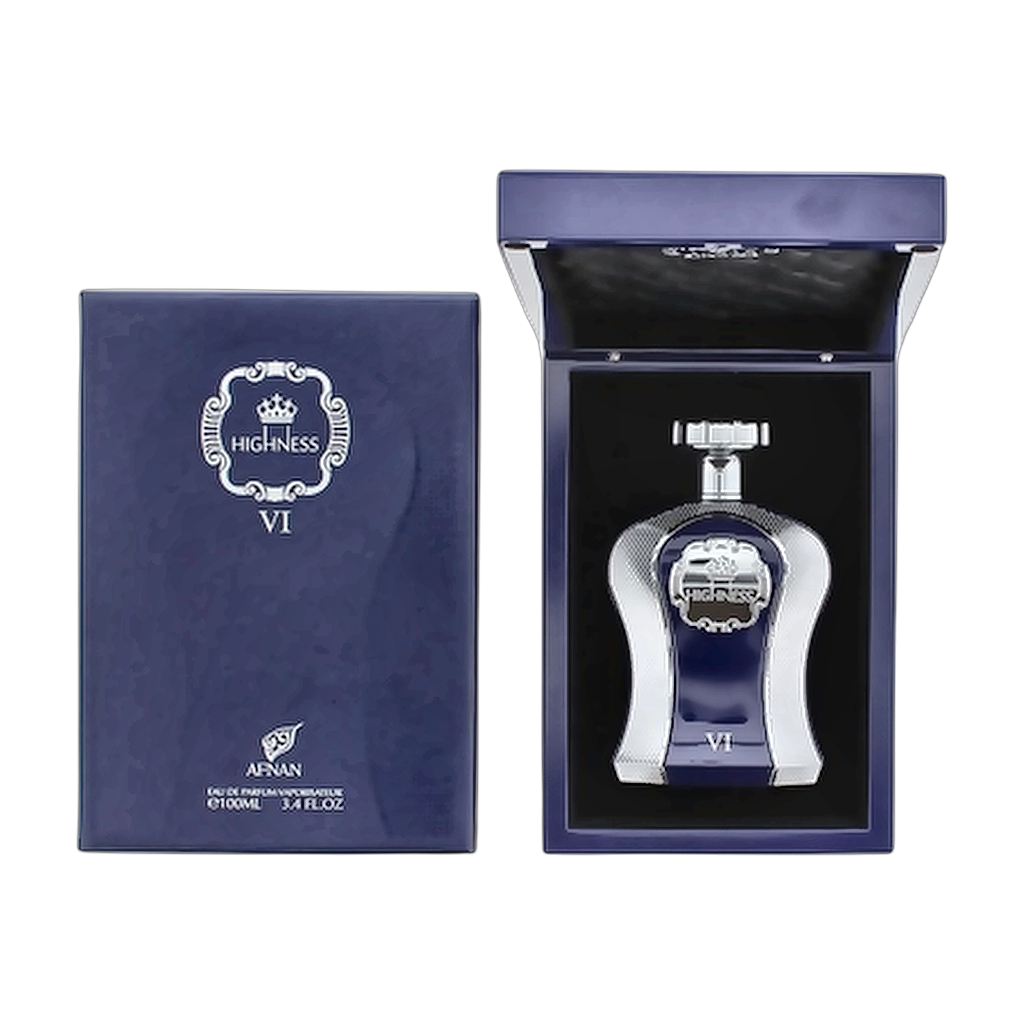 HIGHNESS
VI
AFNAN
EAU DE PARFUM VAPORISATEUR
℮100ML 3.4 FL.OZ
HIGHNESS
VI